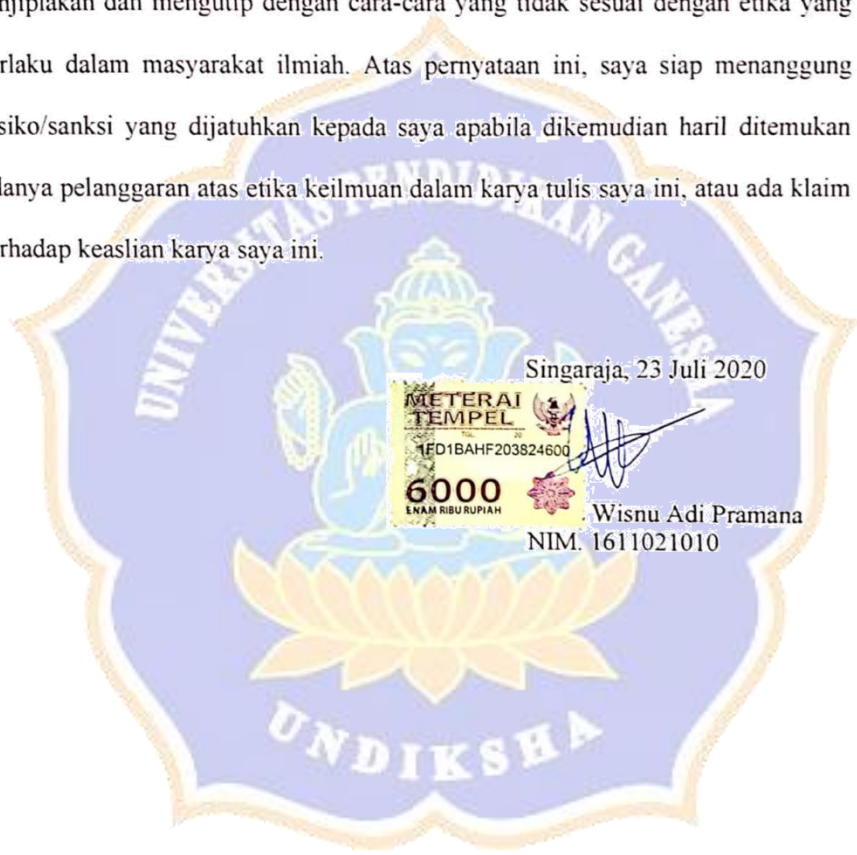 njiplakan dan mengutip dengan cara-cara yang tidak sesuai dengan etika yang
rlaku dalam masyarakat ilmiah. Atas pernyataan ini, saya siap menanggung
siko/sanksi yang dijatuhkan kepada saya apabila dikemudian haril ditemukan
danya pelanggaran atas etika keilmuan dalam karya tulis saya ini, atau ada klaim
rhadap keaslian karya saya ini.
UNIVERSITAS PENDIDIKAN GANESHA
Singaraja, 23 Juli 2020
METERAI
TEMPEL
TGL. 20
1FD1BAHF203824600
6000
ENAM RIBU RUPIAH
Wisnu Adi Pramana
NIM. 1611021010
UNDIKSHA